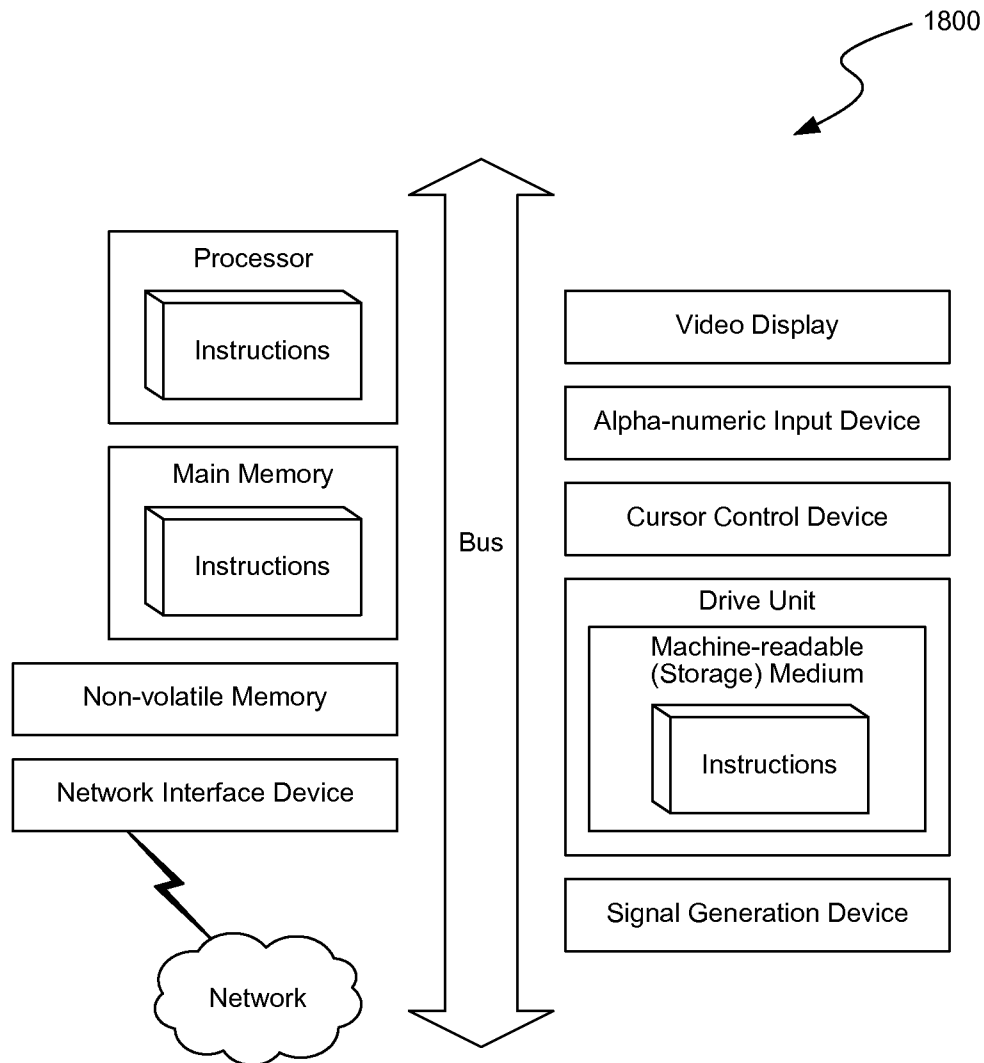 1800
Processor
Instructions
Main Memory
Instructions
Non-volatile Memory
Network Interface Device
Network
Bus
Video Display
Alpha-numeric Input Device
Cursor Control Device
Drive Unit
Machine-readable
(Storage) Medium
Instructions
Signal Generation Device